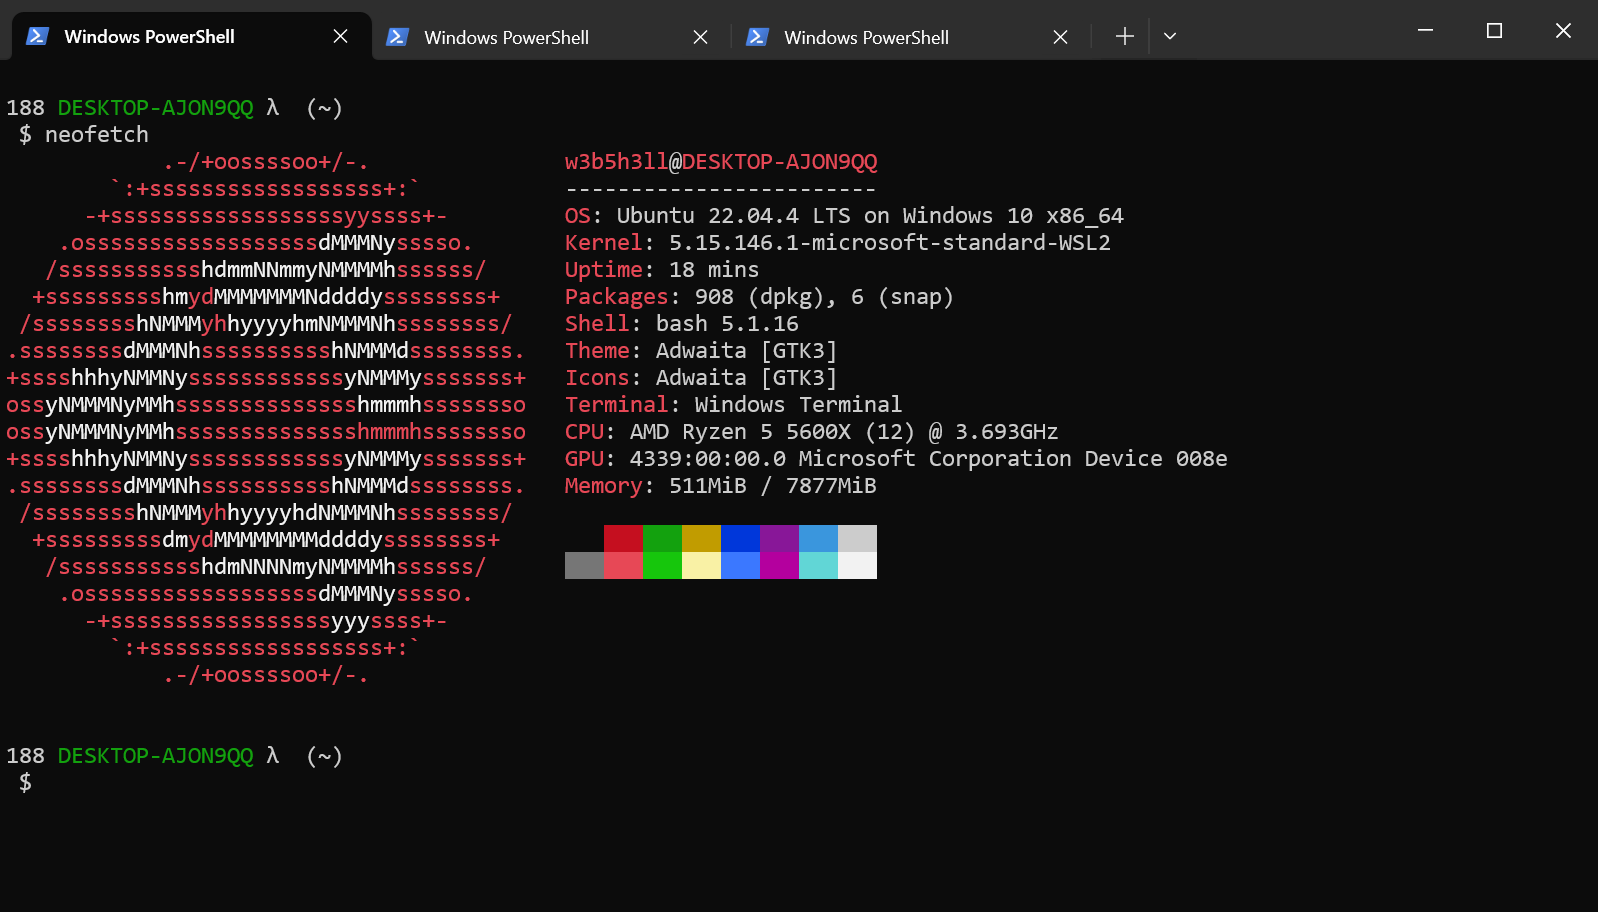 Windows PowerShell Windows PowerShell Windows PowerShell
188 DESKTOP-AJON9QQ λ  (~)
 $ neofetch
            .-/+oossssoo+/-.               w3b5h3ll@DESKTOP-AJON9QQ
        `:+ssssssssssssssssss+:`           ------------------------
      -+ssssssssssssssssssyyssss+-         OS: Ubuntu 22.04.4 LTS on Windows 10 x86_64
    .ossssssssssssssssssdMMMNysssso.       Kernel: 5.15.146.1-microsoft-standard-WSL2
   /ssssssssssshdmmNNmmyNMMMMhssssss/      Uptime: 18 mins
  +ssssssssshmydMMMMMMMNddddyssssssss+     Packages: 908 (dpkg), 6 (snap)
 /sssssssshNMMMyhhyyyyhmNMMMNhssssssss/    Shell: bash 5.1.16
.ssssssssdMMMNhsssssssssshNMMMdssssssss.   Theme: Adwaita [GTK3]
+sssshhhyNMMNyssssssssssssyNMMMysssssss+   Icons: Adwaita [GTK3]
ossyNMMMNyMMhsssssssssssssshmmmhssssssso   Terminal: Windows Terminal
ossyNMMMNyMMhsssssssssssssshmmmhssssssso   CPU: AMD Ryzen 5 5600X (12) @ 3.693GHz
+sssshhhyNMMNyssssssssssssyNMMMysssssss+   GPU: 4339:00:00.0 Microsoft Corporation Device 008e
.ssssssssdMMMNhsssssssssshNMMMdssssssss.   Memory: 511MiB / 7877MiB
 /sssssssshNMMMyhhyyyyhdNMMMNhssssssss/
  +sssssssssdmydMMMMMMMMddddyssssssss+
   /ssssssssssshdmNNNNmyNMMMMhssssss/
    .ossssssssssssssssssdMMMNysssso.
      -+sssssssssssssssssyyyssss+-
        `:+ssssssssssssssssss+:`
            .-/+oossssoo+/-.
188 DESKTOP-AJON9QQ λ  (~)
 $